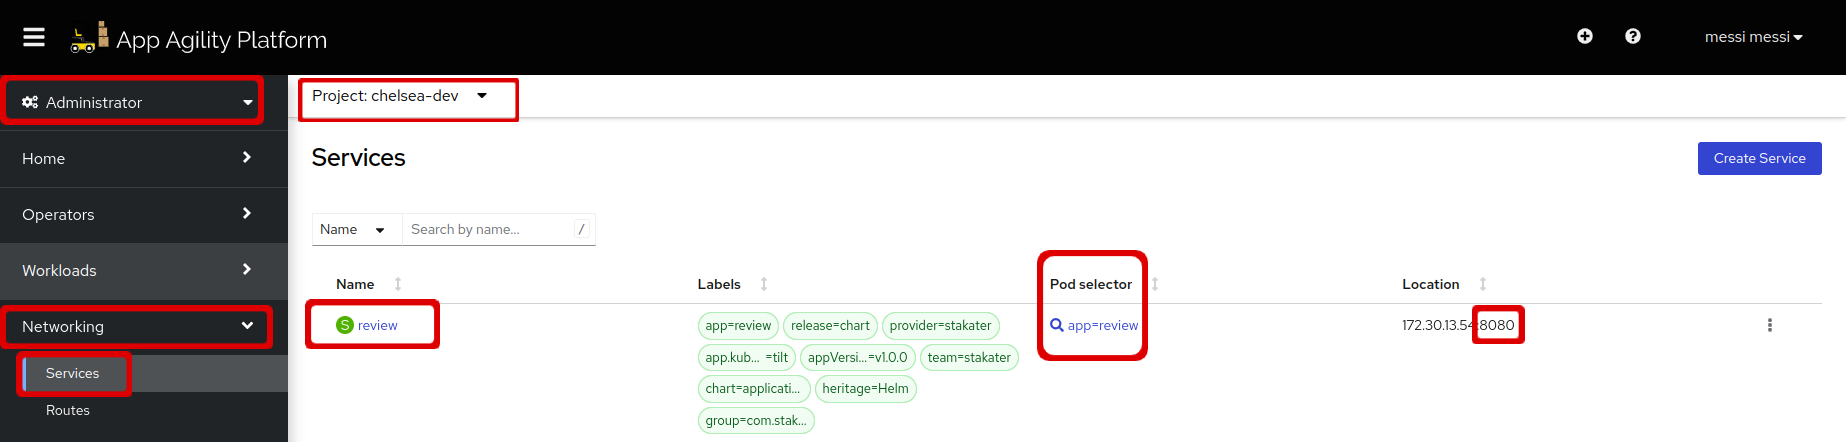 App Agility Platform
messi messi
Administrator
Project: chelsea-dev
Home
Services
Create Service
Operators
Name
Search by name...
/
Workloads
Name
Labels
Pod selector
Location
Networking
S review
app=review
release=chart
provider=stakater
app=review
172.30.13.54:8080
app.kub... =tilt
appVersi...=v1.0.0
team=stakater
Services
chart=applicati...
heritage=Helm
Routes
group=com.stak...